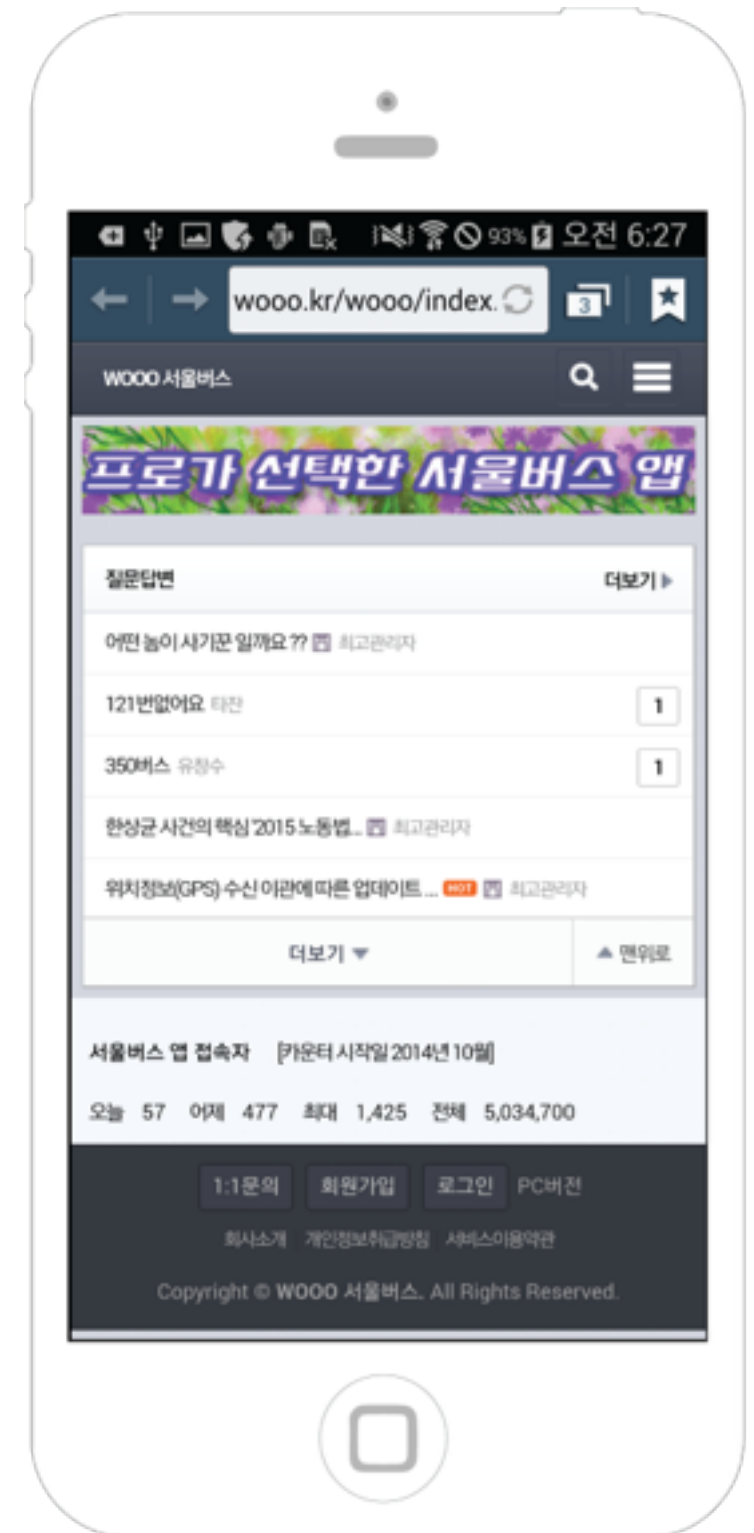 93% 오전 6:27
wooo.kr/wooo/index. 3
WOOO 서울버스
프로가 선택한 서울버스 앱
질문답변 더보기
어떤 놈이 사기꾼 일까요 ?? 최고관리자
121번없어요 타잔 1
350버스 유창수 1
한상균 사건의 핵심 '2015 노동법... 최고관리자
위치정보(GPS) 수신 이관에 따른 업데이트 ... HOT 최고관리자
더보기 맨위로
서울버스 앱 접속자 [카운터 시작일 2014년 10월]
오늘 57 어제 477 최대 1,425 전체 5,034,700
1:1문의 회원가입 로그인 PC버전
회사소개 개인정보취급방침 서비스이용약관
Copyright © WOOO 서울버스. All Rights Reserved.